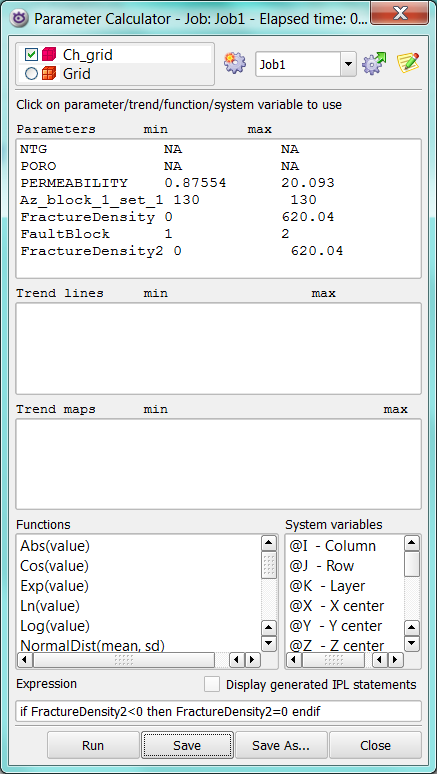 Parameter Calculator - Job: Job1 - Elapsed time: 0...
Ch_grid
Grid
Job1
Click on parameter/trend/function/system variable to use
Parameters min max
NTG NA NA
PORO NA NA
PERMEABILITY 0.87554 20.093
Az_block_1_set_1 130 130
FractureDensity 0 620.04
FaultBlock 1 2
FractureDensity2 0 620.04
Trend lines min max
Trend maps min max
Functions System variables
Abs(value) @I - Column
Cos(value) @J - Row
Exp(value) @K - Layer
Ln(value) @X - X center
Log(value) @Y - Y center
NormalDist(mean, sd) @Z - Z center
Expression Display generated IPL statements
if FractureDensity2<0 then FractureDensity2=0 endif
Run Save Save As... Close